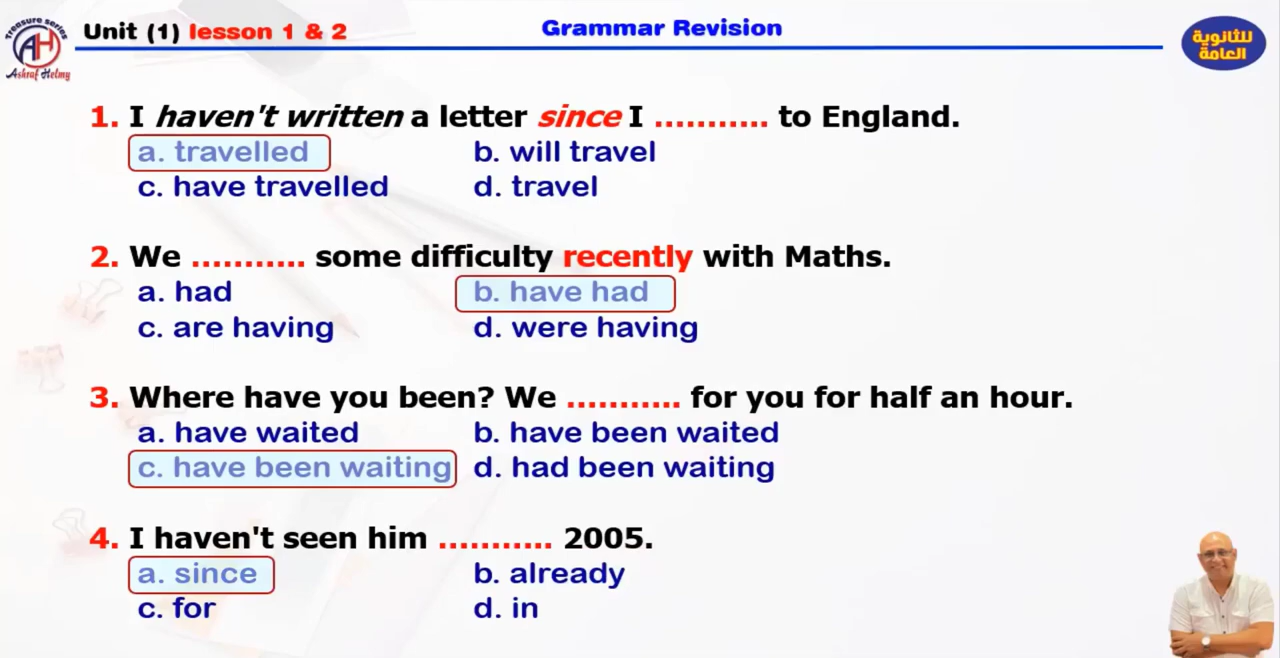 Treasure series
AH
Ashraf Helmy
Unit (1) lesson 1 & 2
Grammar Revision
للثانوية
العامة
1. I haven't written a letter since I ........... to England.
a. travelled b. will travel
c. have travelled d. travel
2. We ........... some difficulty recently with Maths.
a. had b. have had
c. are having d. were having
3. Where have you been? We ........... for you for half an hour.
a. have waited b. have been waited
c. have been waiting d. had been waiting
4. I haven't seen him ........... 2005.
a. since b. already
c. for d. in